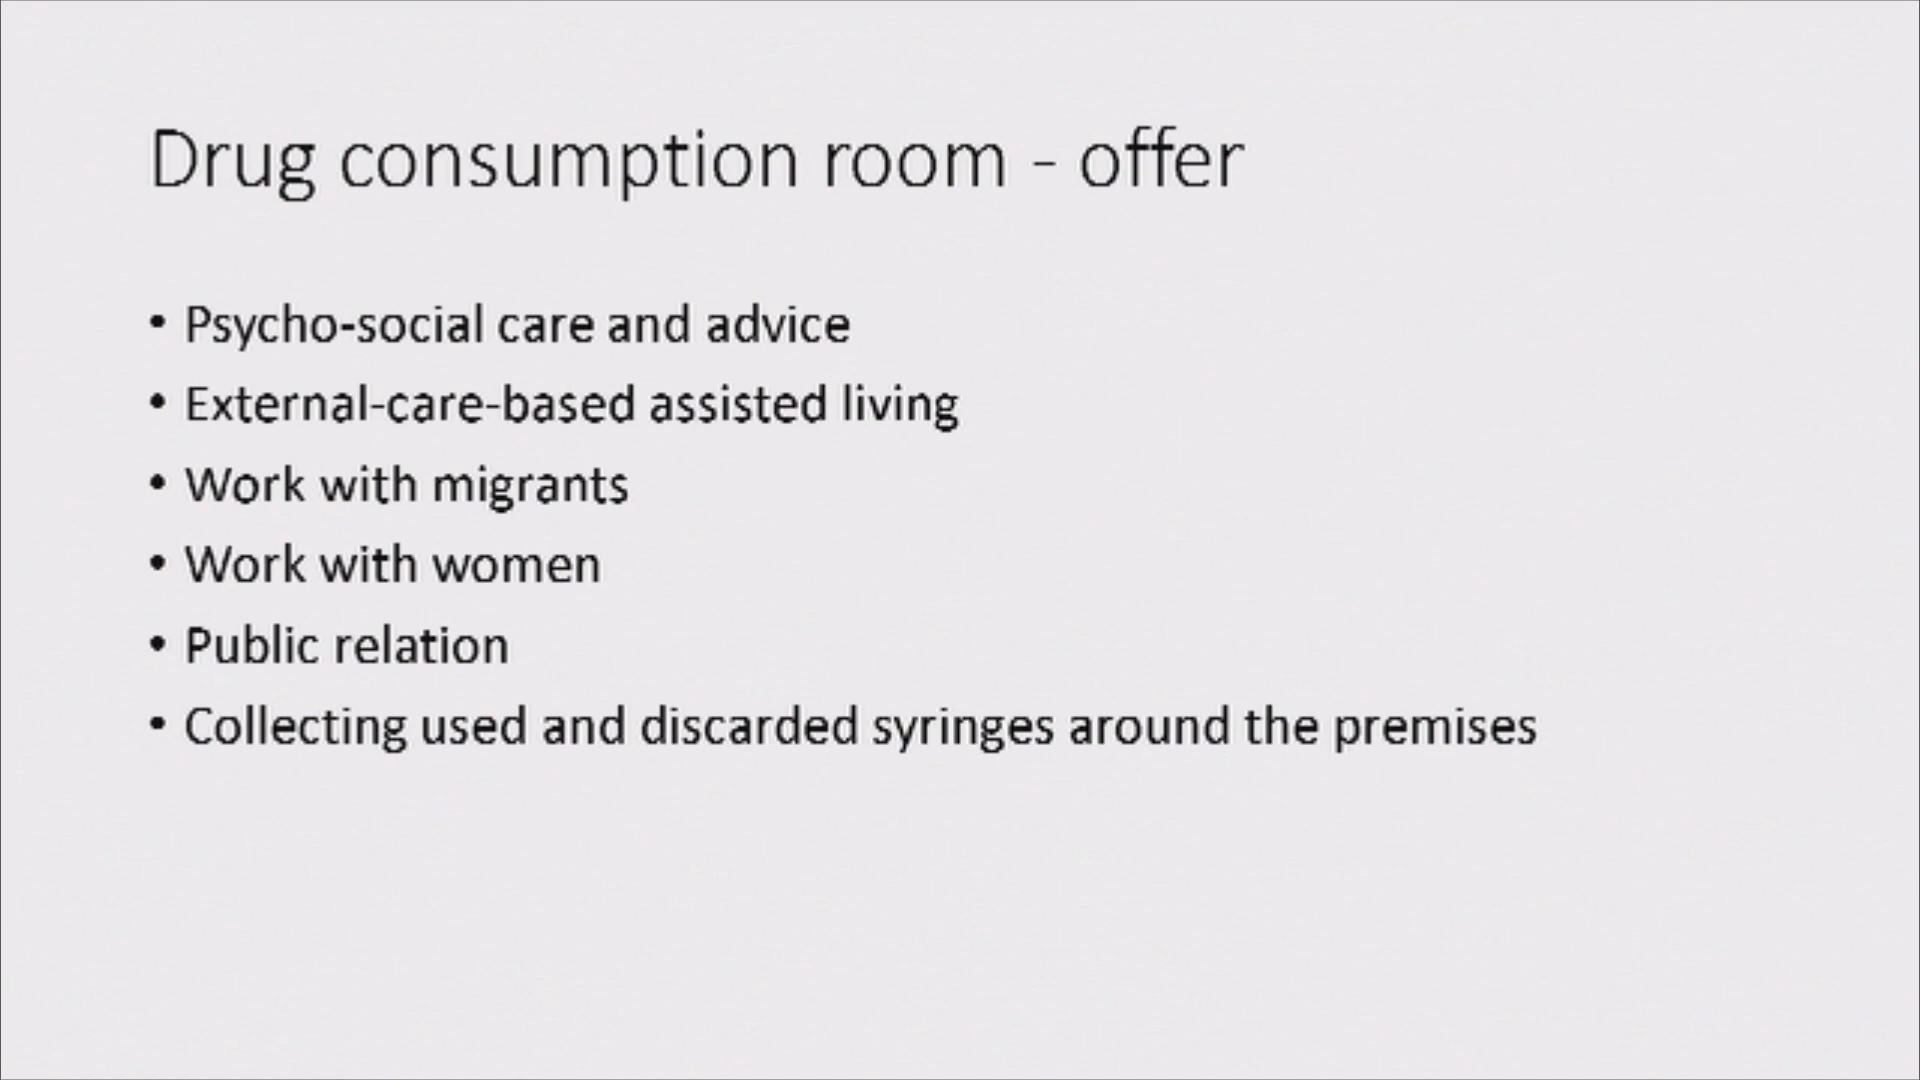 Drug consumption room - offer
• Psycho-social care and advice
• External-care-based assisted living
• Work with migrants
• Work with women
• Public relation
• Collecting used and discarded syringes around the premises